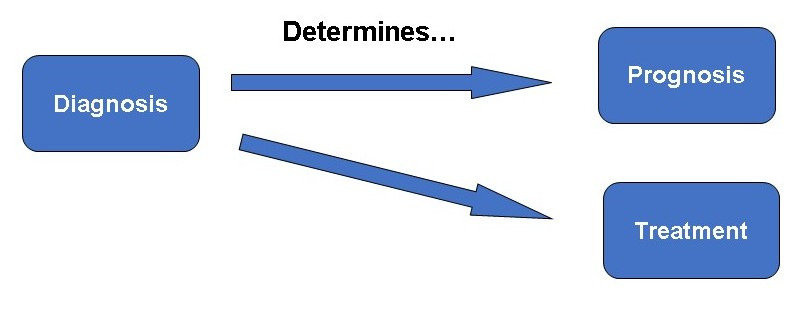 Determines…
Diagnosis
Prognosis
Treatment